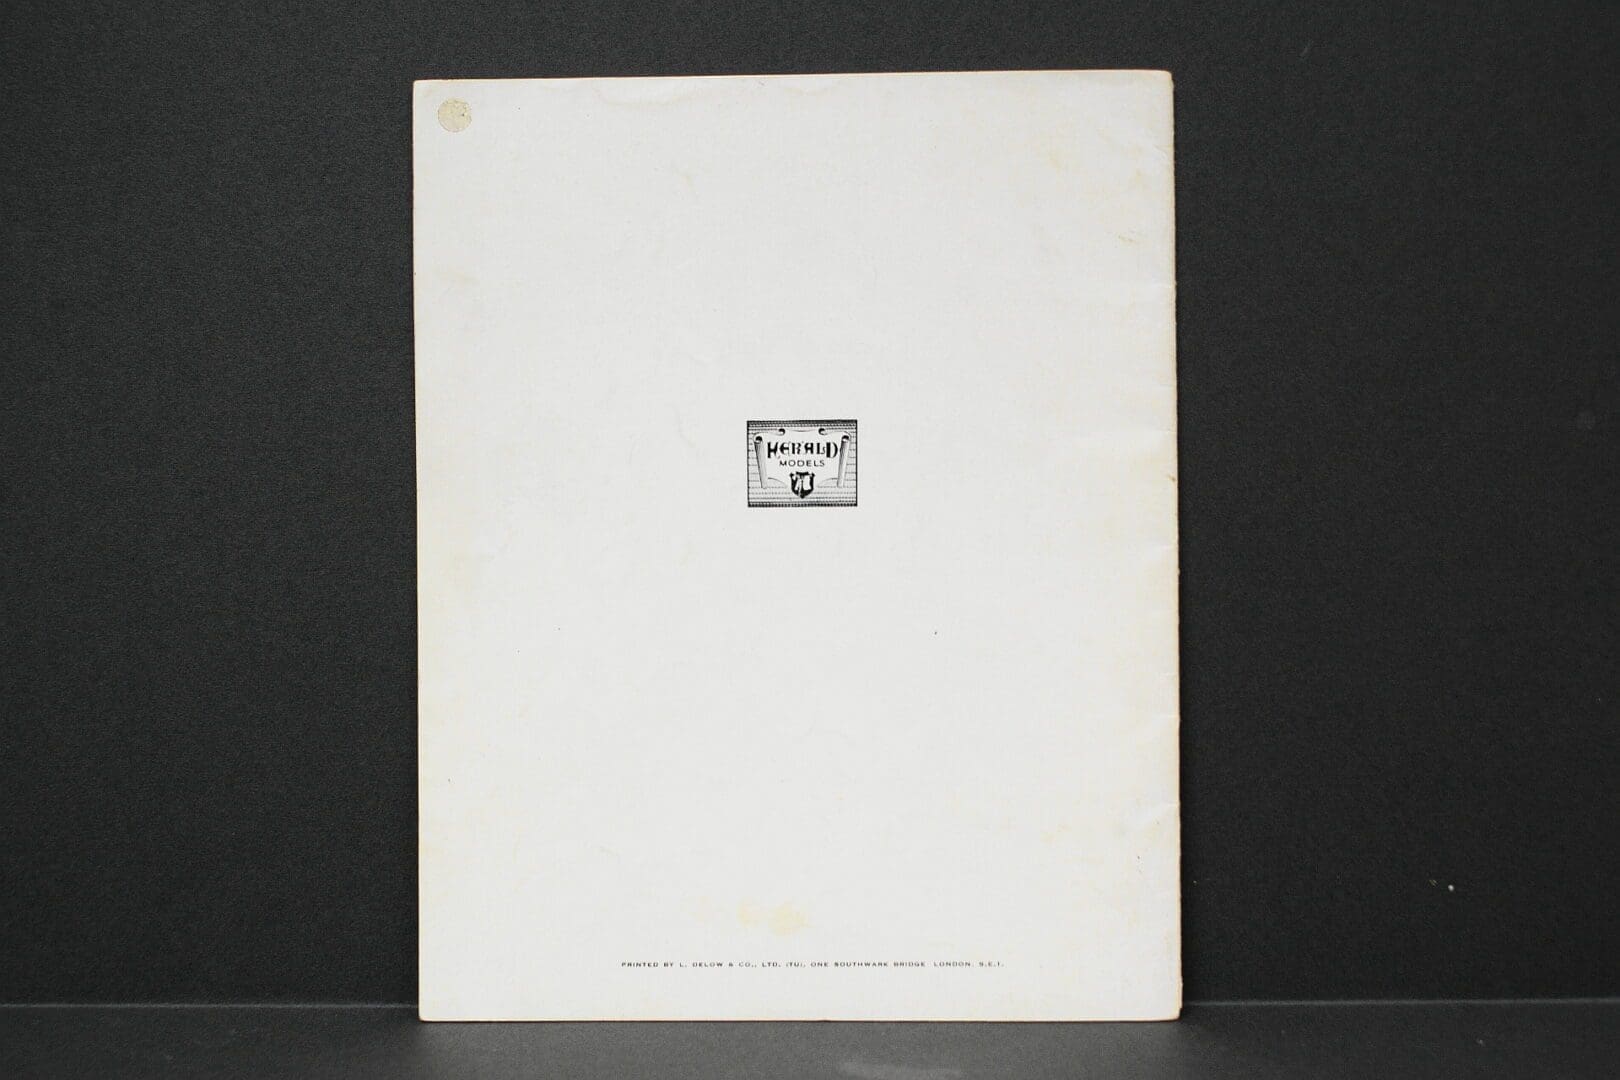 HERALD
MODELS
PRINTED BY L. DELOW & CO., LTD. (TU), ONE SOUTHWARK BRIDGE LONDON, S.E.1.